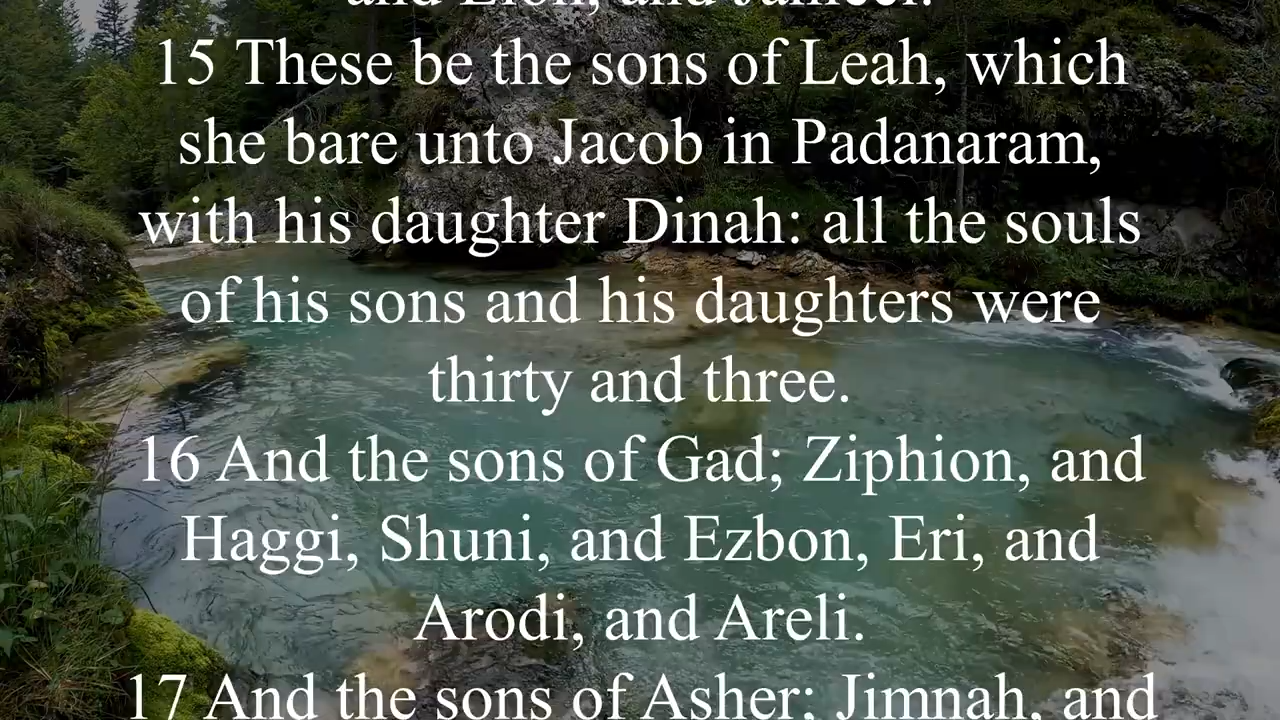 and Elon, and Jahleel.
15 These be the sons of Leah, which
she bare unto Jacob in Padanaram,
with his daughter Dinah: all the souls
of his sons and his daughters were
thirty and three.
16 And the sons of Gad; Ziphion, and
Haggi, Shuni, and Ezbon, Eri, and
Arodi, and Areli.
17 And the sons of Asher; Jimnah, and